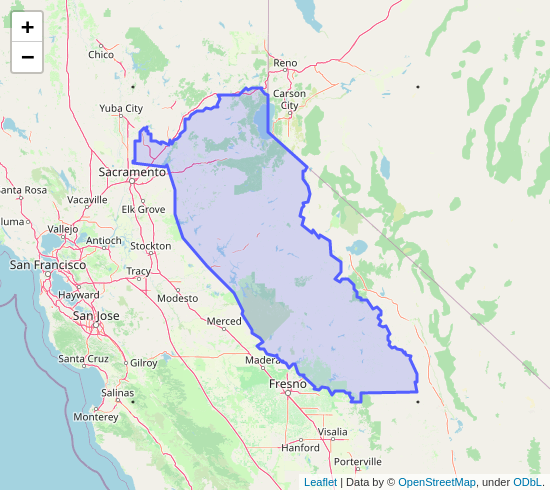 +
−
Chico
Reno
Carson
City
Yuba City
Sacramento
Santa Rosa
Vacaville
Elk Grove
Vallejo
Antioch
Stockton
San Francisco
Tracy
Hayward
Modesto
San Jose
Merced
Santa Cruz
Gilroy
Madera
Fresno
Salinas
Monterey
Visalia
Hanford
Porterville
Leaflet | Data by © OpenStreetMap, under ODbL.